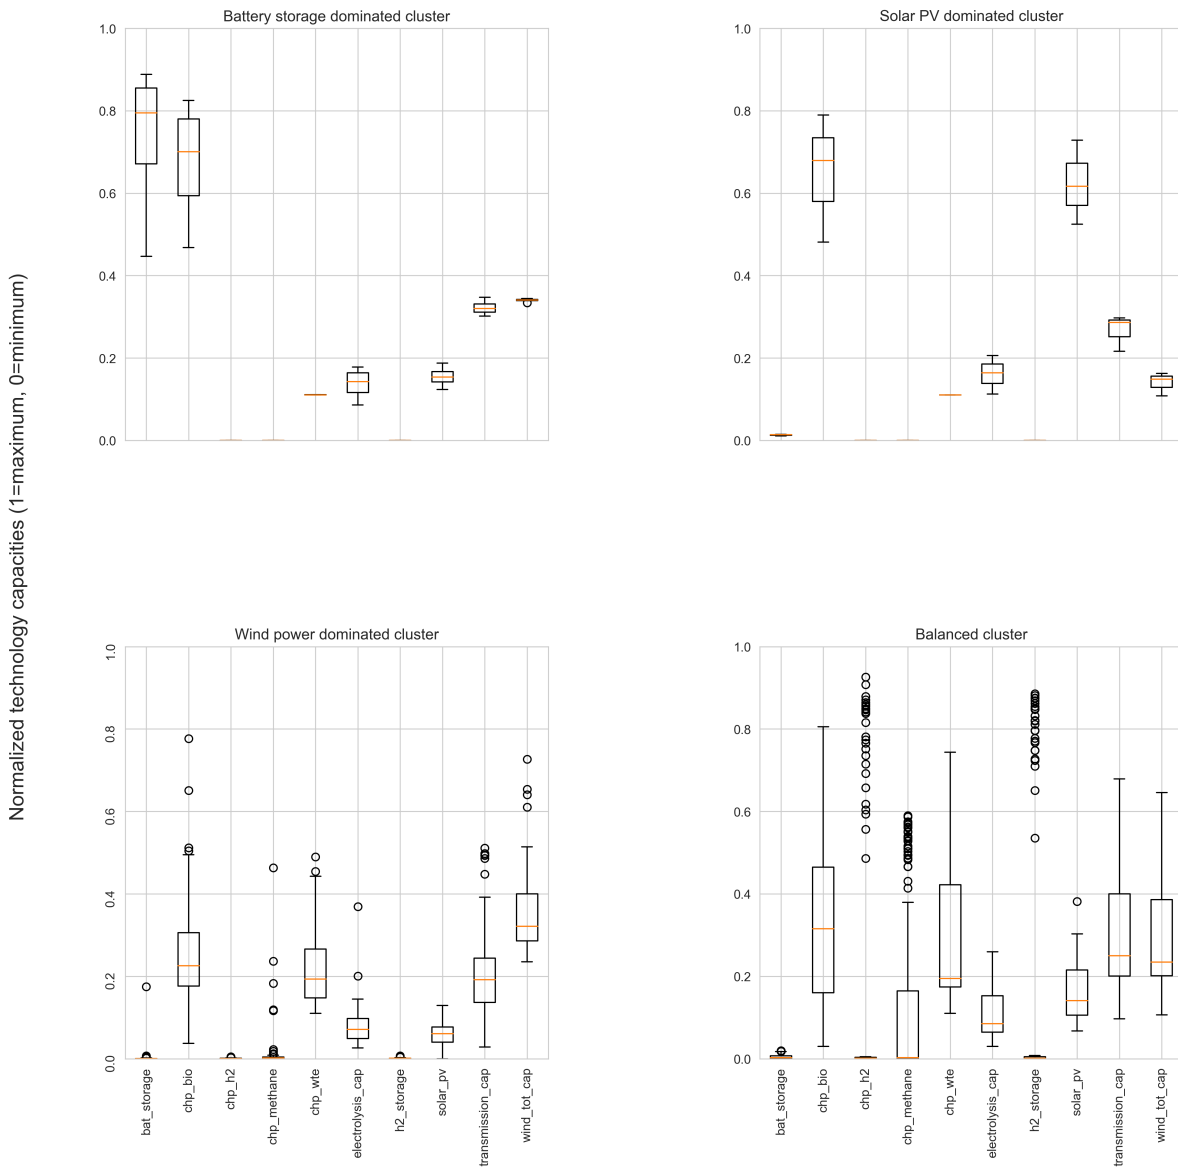 Normalized technology capacities (1=maximum, 0=minimum)
Battery storage dominated cluster
1.0
0.8
0.6
0.4
0.2
0.0
Solar PV dominated cluster
1.0
0.8
0.6
0.4
0.2
0.0
Wind power dominated cluster
1.0
0.8
0.6
0.4
0.2
0.0
bat_storage
chp_bio
chp_h2
chp_methane
chp_wte
electrolysis_cap
h2_storage
solar_pv
transmission_cap
wind_tot_cap
Balanced cluster
1.0
0.8
0.6
0.4
0.2
0.0
bat_storage
chp_bio
chp_h2
chp_methane
chp_wte
electrolysis_cap
h2_storage
solar_pv
transmission_cap
wind_tot_cap